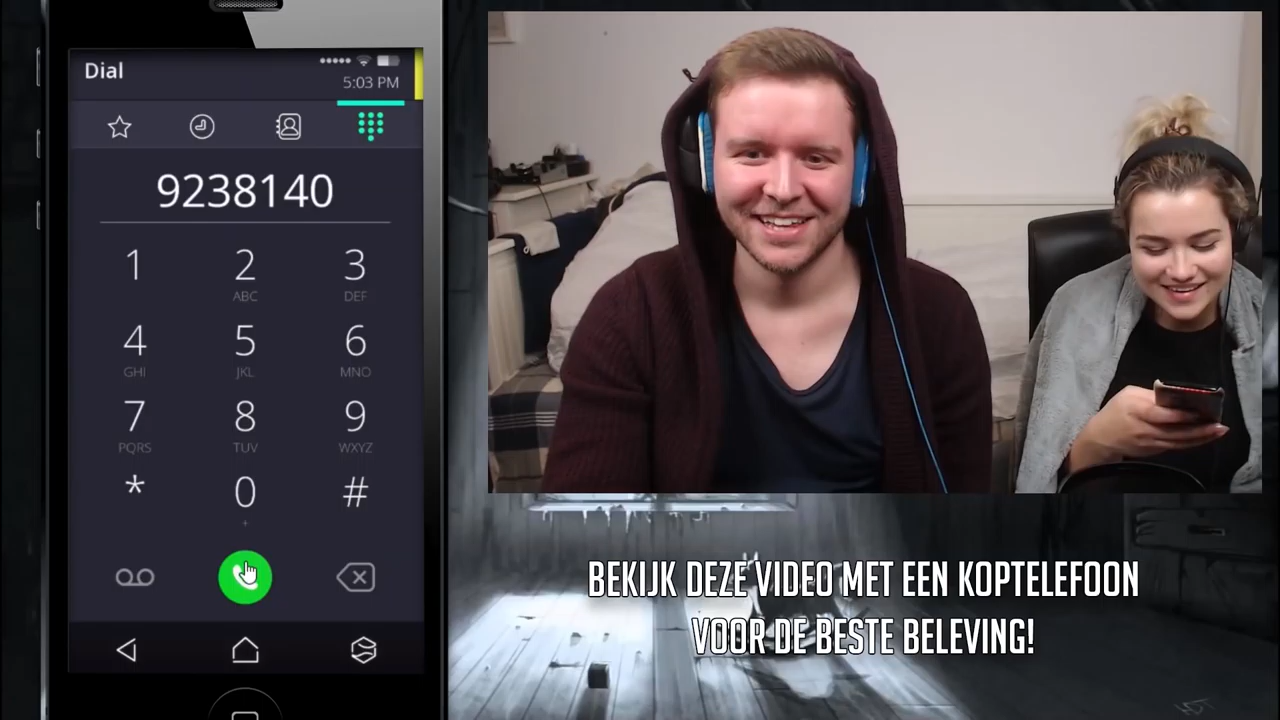 Dial
5:03 PM
9238140
1
2
ABC
3
DEF
4
GHI
5
JKL
6
MNO
7
PQRS
8
TUV
9
WXYZ
*
0
+
#
BEKIJK DEZE VIDEO MET EEN KOPTELEFOON
VOOR DE BESTE BELEVING!